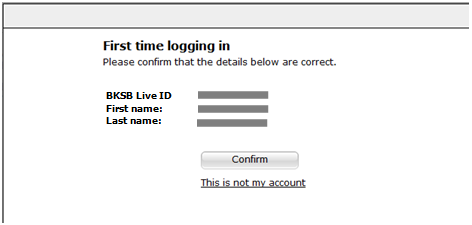 First time logging in
Please confirm that the details below are correct.
BKSB Live ID
First name:
Last name:
Confirm
This is not my account